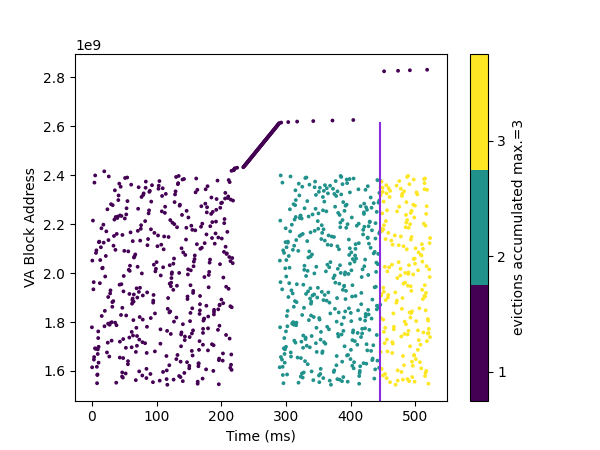 1e9
2.8
2.6
2.4
2.2
2.0
1.8
1.6
VA Block Address
0 100 200 300 400 500
Time (ms)
3
2
1
evictions accumulated max.=3